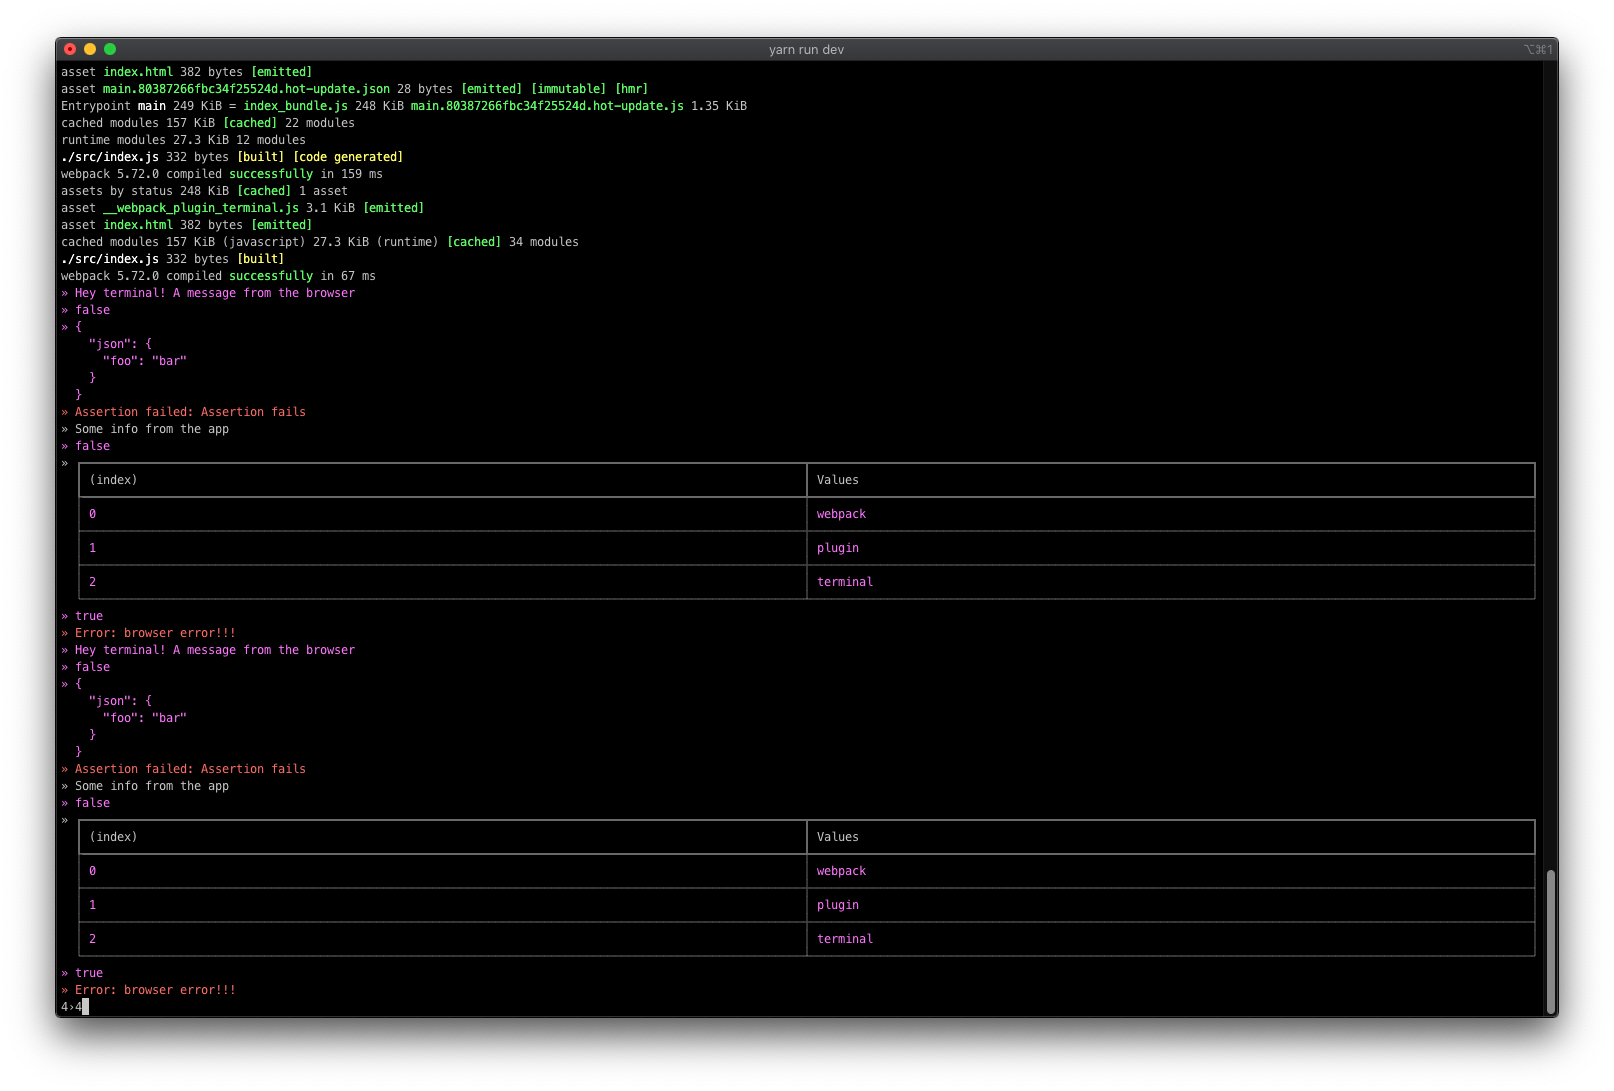 yarn run dev
⌥⌘1
asset index.html 382 bytes [emitted]
asset main.80387266fbc34f25524d.hot-update.json 28 bytes [emitted] [immutable] [hmr]
Entrypoint main 249 KiB = index_bundle.js 248 KiB main.80387266fbc34f25524d.hot-update.js 1.35 KiB
cached modules 157 KiB [cached] 22 modules
runtime modules 27.3 KiB 12 modules
./src/index.js 332 bytes [built] [code generated]
webpack 5.72.0 compiled successfully in 159 ms
assets by status 248 KiB [cached] 1 asset
asset __webpack_plugin_terminal.js 3.1 KiB [emitted]
asset index.html 382 bytes [emitted]
cached modules 157 KiB (javascript) 27.3 KiB (runtime) [cached] 34 modules
./src/index.js 332 bytes [built]
webpack 5.72.0 compiled successfully in 67 ms
» Hey terminal! A message from the browser
» false
» {
    "json": {
      "foo": "bar"
    }
  }
» Assertion failed: Assertion fails
» Some info from the app
» false
»
(index) Values
0 webpack
1 plugin
2 terminal
» true
» Error: browser error!!!
» Hey terminal! A message from the browser
» false
» {
    "json": {
      "foo": "bar"
    }
  }
» Assertion failed: Assertion fails
» Some info from the app
» false
»
(index) Values
0 webpack
1 plugin
2 terminal
» true
» Error: browser error!!!
4›4